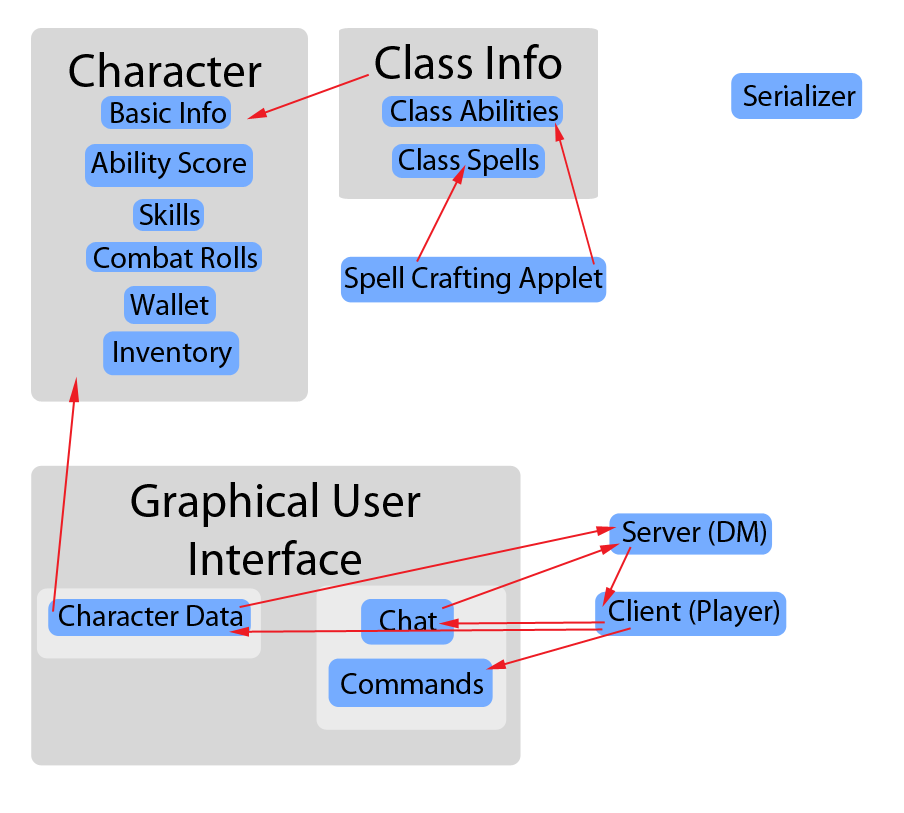 Character
Basic Info
Ability Score
Skills
Combat Rolls
Wallet
Inventory
Class Info
Class Abilities
Class Spells
Spell Crafting Applet
Serializer
Graphical User
Interface
Character Data
Chat
Commands
Server (DM)
Client (Player)